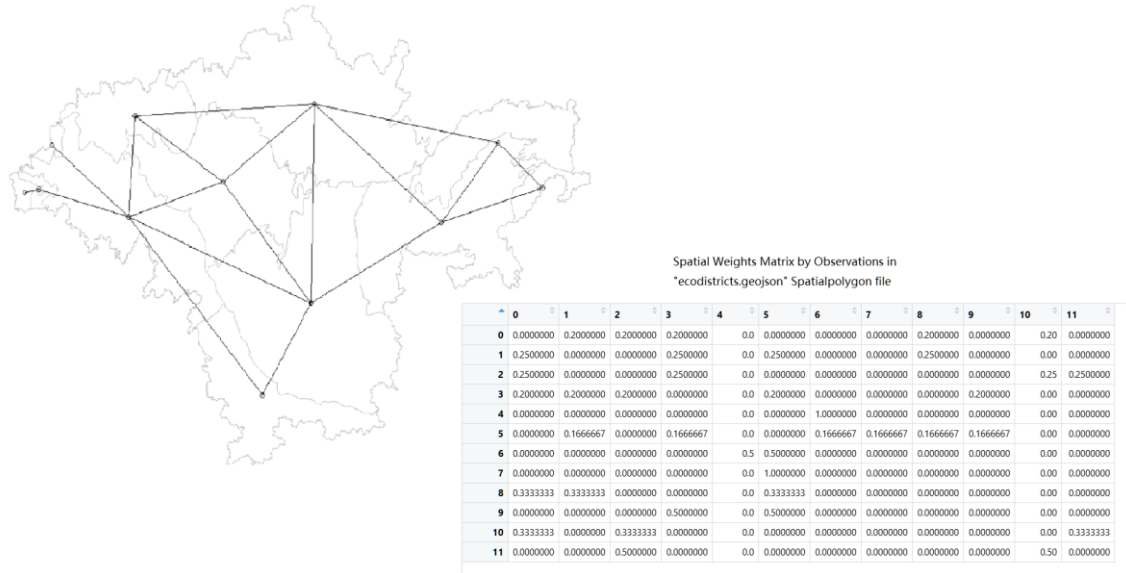 Spatial Weights Matrix by Observations in
"ecodistricts.geojson" Spatialpolygon file
0 1 2 3 4 5 6 7 8 9 10 11
0 0.0000000 0.2000000 0.2000000 0.2000000 0.0 0.0000000 0.0000000 0.0000000 0.2000000 0.0000000 0.20 0.0000000
1 0.2500000 0.0000000 0.0000000 0.2500000 0.0 0.2500000 0.0000000 0.0000000 0.2500000 0.0000000 0.00 0.0000000
2 0.2500000 0.0000000 0.0000000 0.2500000 0.0 0.0000000 0.0000000 0.0000000 0.0000000 0.0000000 0.25 0.2500000
3 0.2000000 0.2000000 0.2000000 0.0000000 0.0 0.2000000 0.0000000 0.0000000 0.0000000 0.2000000 0.00 0.0000000
4 0.0000000 0.0000000 0.0000000 0.0000000 0.0 0.0000000 1.0000000 0.0000000 0.0000000 0.0000000 0.00 0.0000000
5 0.0000000 0.1666667 0.0000000 0.1666667 0.0 0.0000000 0.1666667 0.1666667 0.1666667 0.1666667 0.00 0.0000000
6 0.0000000 0.0000000 0.0000000 0.0000000 0.5 0.5000000 0.0000000 0.0000000 0.0000000 0.0000000 0.00 0.0000000
7 0.0000000 0.0000000 0.0000000 0.0000000 0.0 1.0000000 0.0000000 0.0000000 0.0000000 0.0000000 0.00 0.0000000
8 0.3333333 0.3333333 0.0000000 0.0000000 0.0 0.3333333 0.0000000 0.0000000 0.0000000 0.0000000 0.00 0.0000000
9 0.0000000 0.0000000 0.0000000 0.5000000 0.0 0.5000000 0.0000000 0.0000000 0.0000000 0.0000000 0.00 0.0000000
10 0.3333333 0.0000000 0.3333333 0.0000000 0.0 0.0000000 0.0000000 0.0000000 0.0000000 0.0000000 0.00 0.3333333
11 0.0000000 0.0000000 0.5000000 0.0000000 0.0 0.0000000 0.0000000 0.0000000 0.0000000 0.0000000 0.50 0.0000000